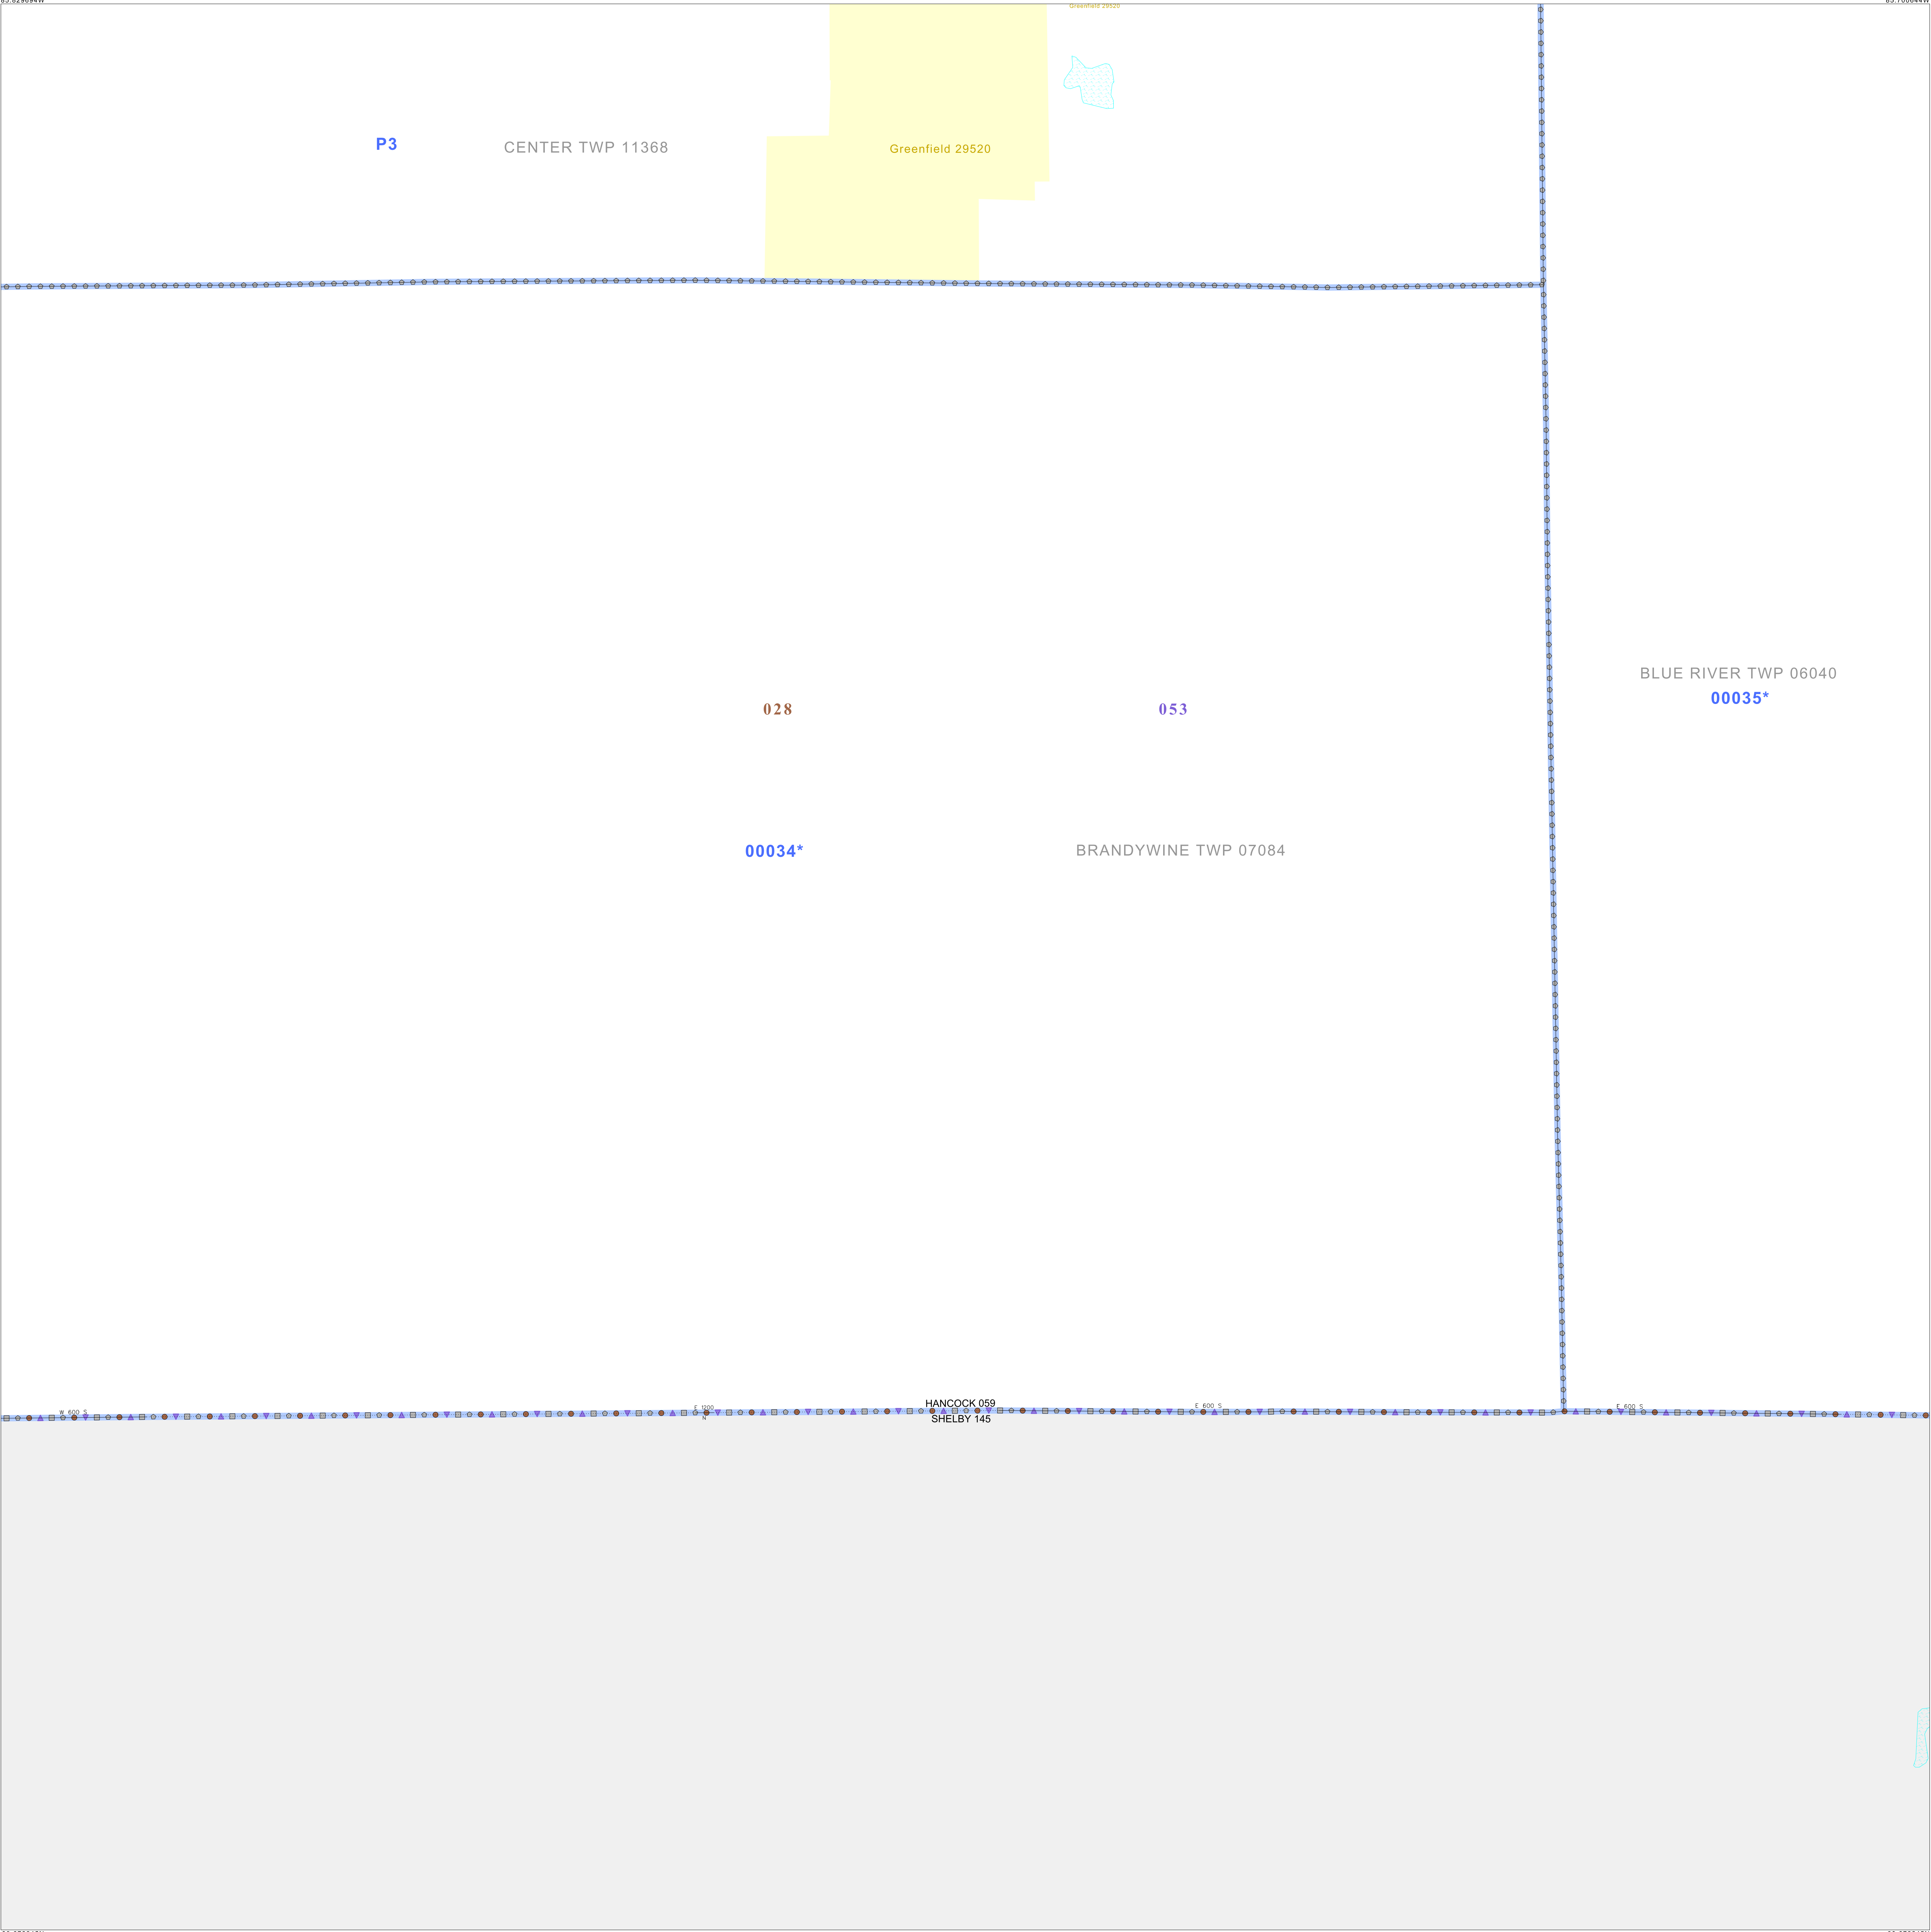 Greenfield 29520
P3
CENTER TWP 11368
Greenfield 29520
BLUE RIVER TWP 06040
00035*
028
053
00034*
BRANDYWINE TWP 07084
HANCOCK 059
SHELBY 145
W 600 S
E 1200
N
E 600 S
E 600 S